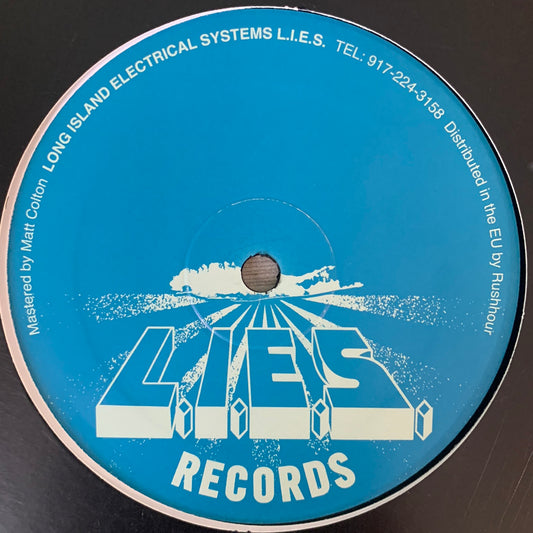 Mastered by Matt Colton LONG ISLAND ELECTRICAL SYSTEMS L.I.E.S. TEL: 917-224-3158 Distributed in the EU by Rushhour
L.I.E.S.
RECORDS